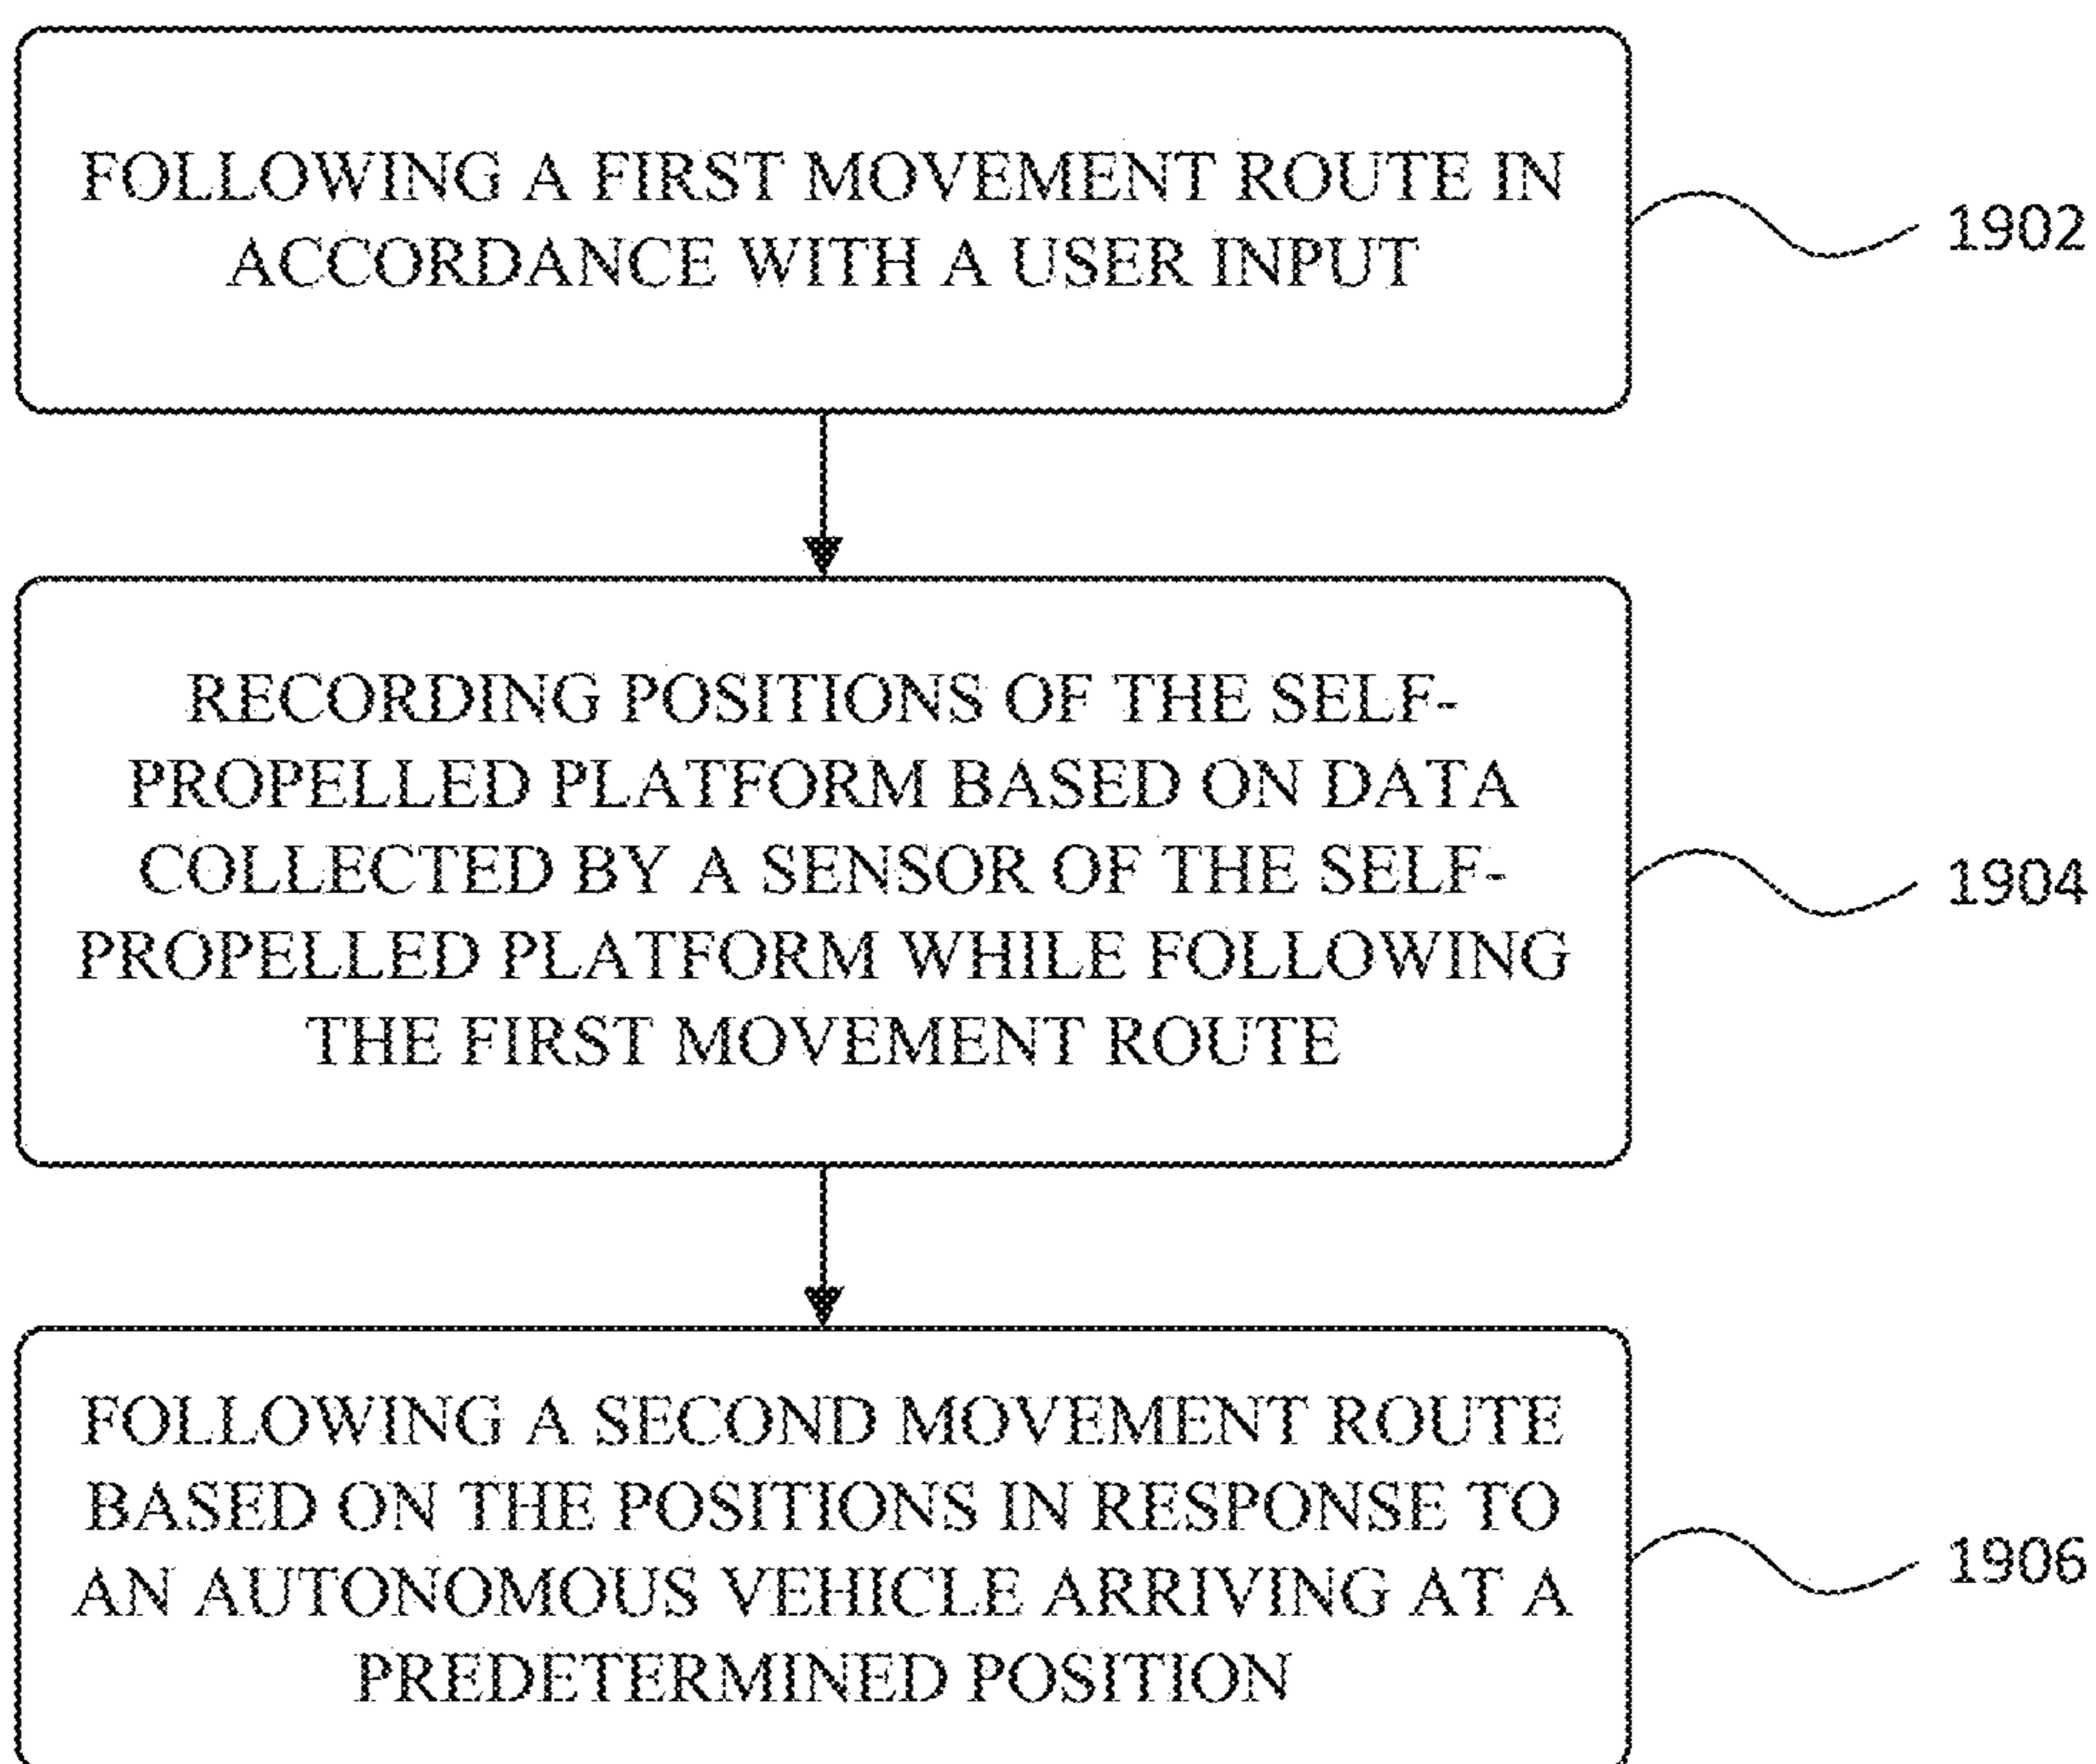 FOLLOWING A FIRST MOVEMENT ROUTE IN
ACCORDANCE WITH A USER INPUT
1902
RECORDING POSITIONS OF THE SELF-
PROPELLED PLATFORM BASED ON DATA
COLLECTED BY A SENSOR OF THE SELF-
PROPELLED PLATFORM WHILE FOLLOWING
THE FIRST MOVEMENT ROUTE
1904
FOLLOWING A SECOND MOVEMENT ROUTE
BASED ON THE POSITIONS IN RESPONSE TO
AN AUTONOMOUS VEHICLE ARRIVING AT A
PREDETERMINED POSITION
1906